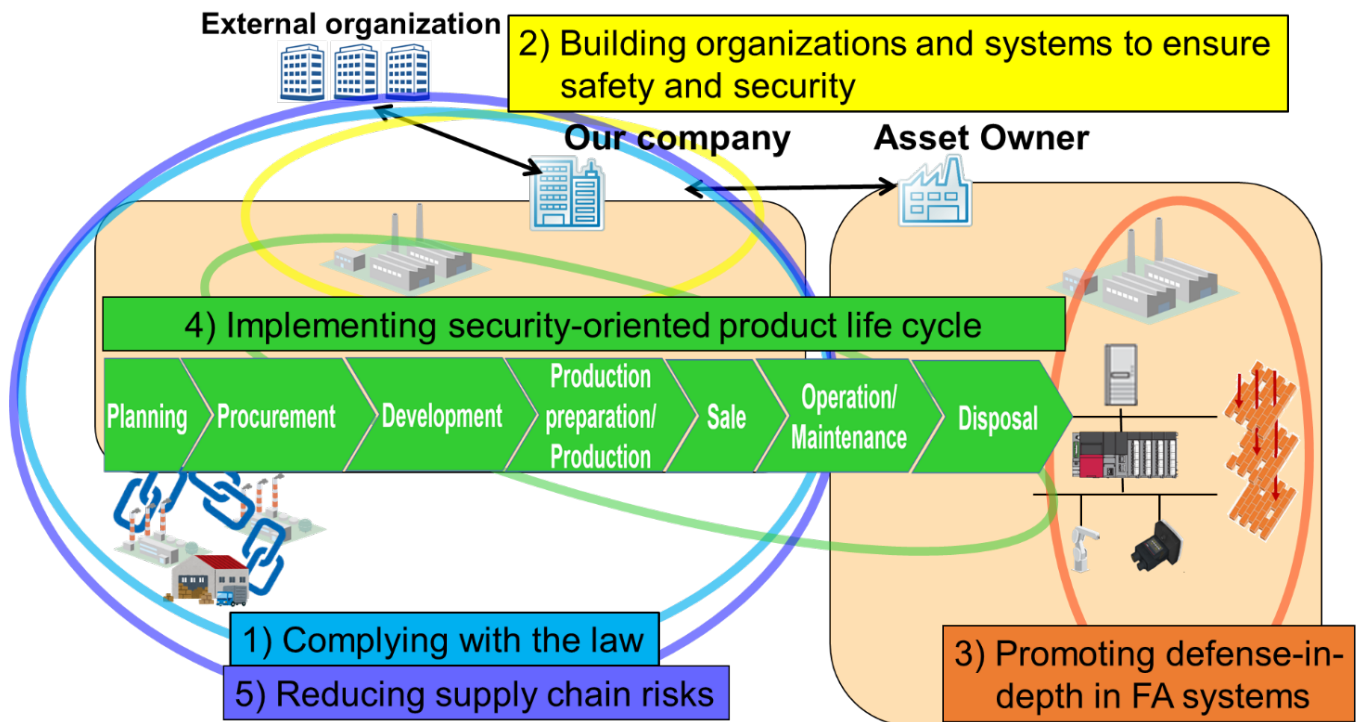 External organization
2) Building organizations and systems to ensure
safety and security
Our company
Asset Owner
4) Implementing security-oriented product life cycle
Planning
Procurement
Development
Production
preparation/
Production
Sale
Operation/
Maintenance
Disposal
1) Complying with the law
5) Reducing supply chain risks
3) Promoting defense-in-
depth in FA systems